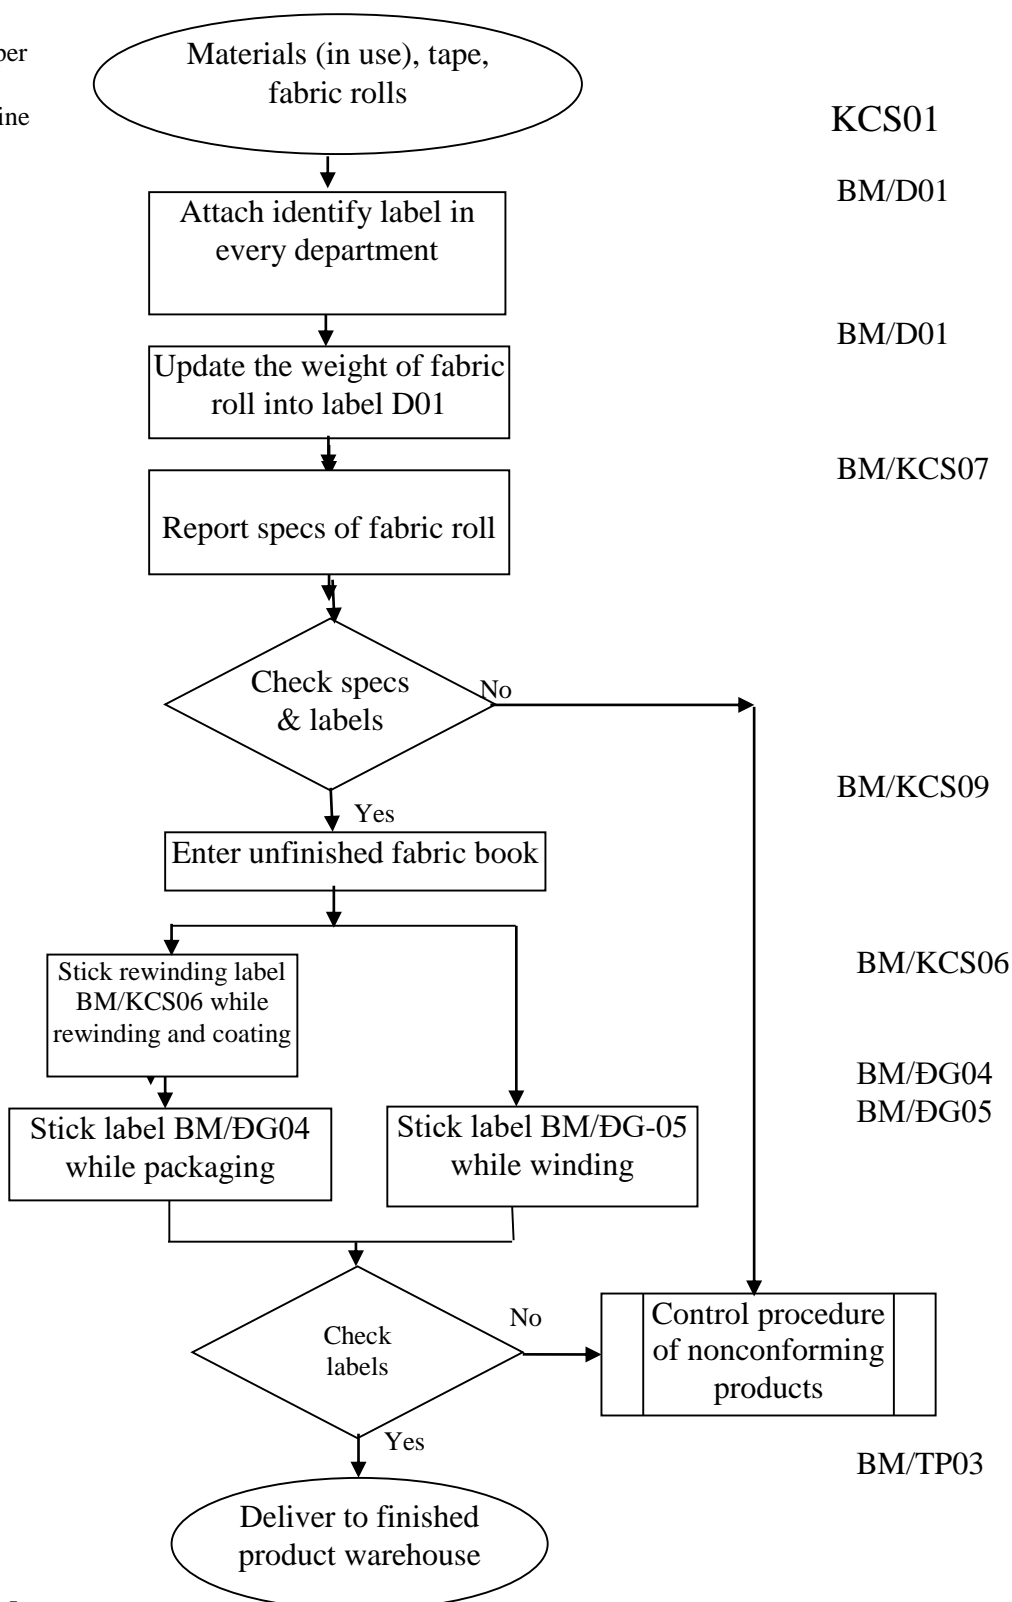 Materials (in use), tape,
fabric rolls
KCS01
BM/D01
Attach identify label in
every department
BM/D01
Update the weight of fabric
roll into label D01
BM/KCS07
Report specs of fabric roll
Check specs
& labels
No
BM/KCS09
Yes
Enter unfinished fabric book
Stick rewinding label
BM/KCS06 while
rewinding and coating
BM/KCS06
BM/ĐG04
BM/ĐG05
Stick label BM/ĐG04
while packaging
Stick label BM/ĐG-05
while winding
Check
labels
No
Control procedure
of nonconforming
products
Yes
BM/TP03
Deliver to finished
product warehouse